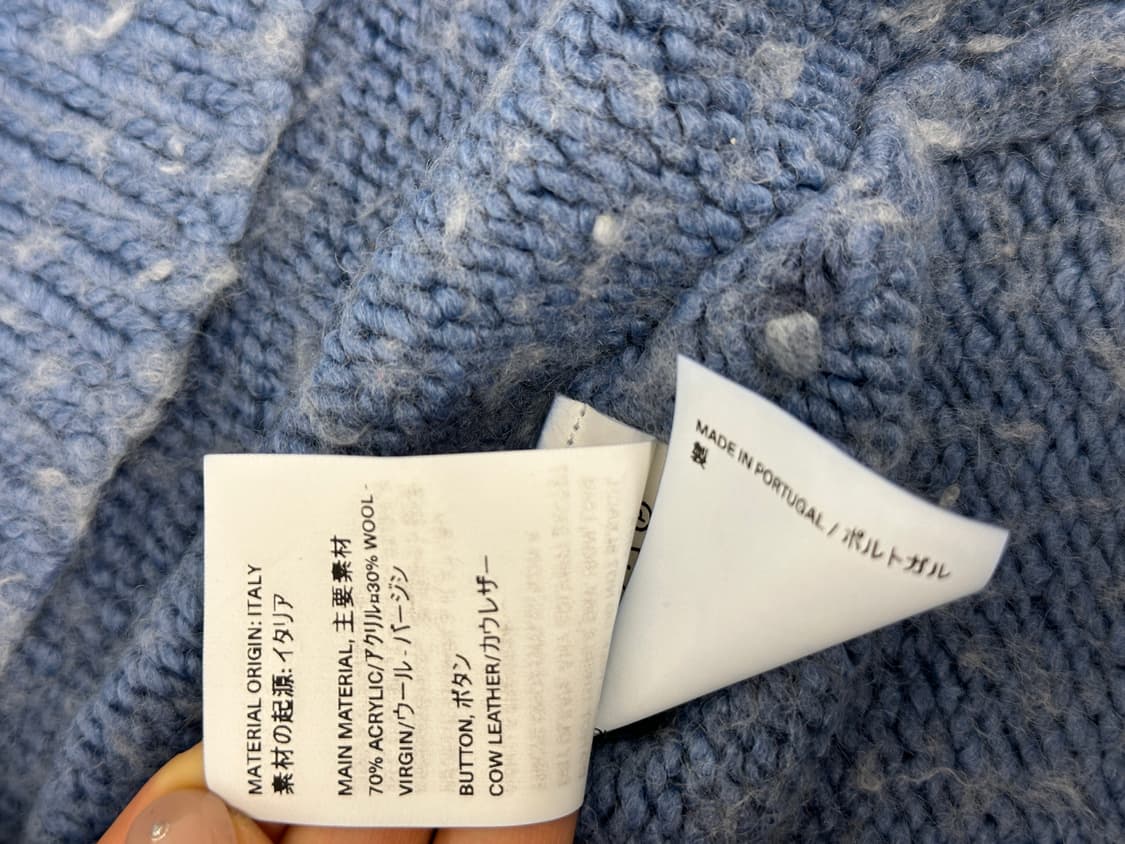 MATERIAL ORIGIN: ITALY
素材の起源: イタリア
MAIN MATERIAL, 主要素材
70% ACRYLIC/アクリル¤30% WOOL -
VIRGIN/ウール - バージン
BUTTON, ボタン
COW LEATHER/カウレザー
MADE IN PORTUGAL / ポルトガル
製